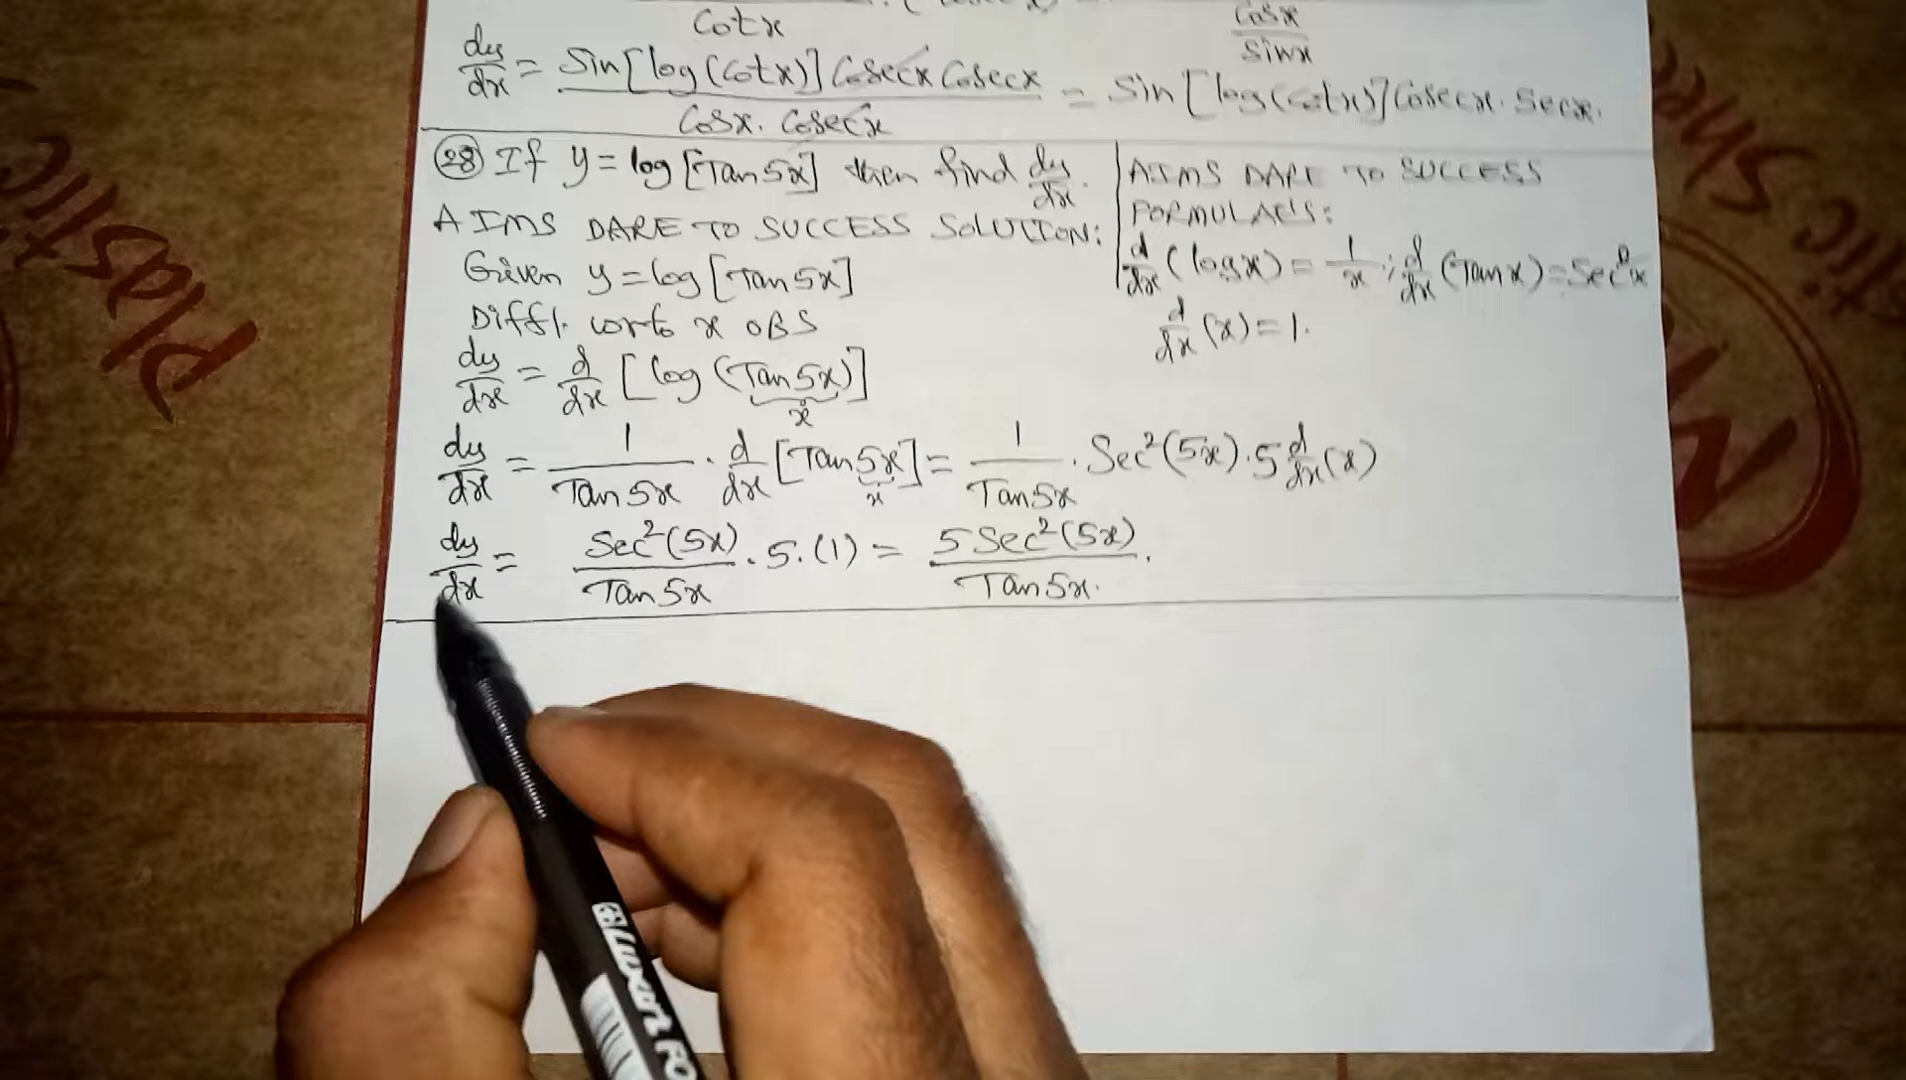 Cotx
Cosx
Sinx
dy/dx = Sin[log(Cotx)] Cosecx Cosecx / Cosx. Cosecx = Sin[log(Cotx)] Cosecx. Secx.
(28) If y = log[Tan5x] then find dy/dx.
AIMS DARE TO SUCCESS SOLUTION:
Given y = log[Tan5x]
Diff. w.r.to x OBS
dy/dx = d/dx [log(Tan5x)]
x
dy/dx = 1/Tan5x . d/dx [Tan5x] = 1/Tan5x . Sec²(5x). 5 d/dx (x)
x
dy/dx = Sec²(5x)/Tan5x . 5.(1) = 5Sec²(5x)/Tan5x.
AIMS DARE TO SUCCESS
FORMULAE'S:
d/dx (logx) = 1/x ; d/dx (Tanx) = Sec²x
d/dx (x) = 1.
Plastic